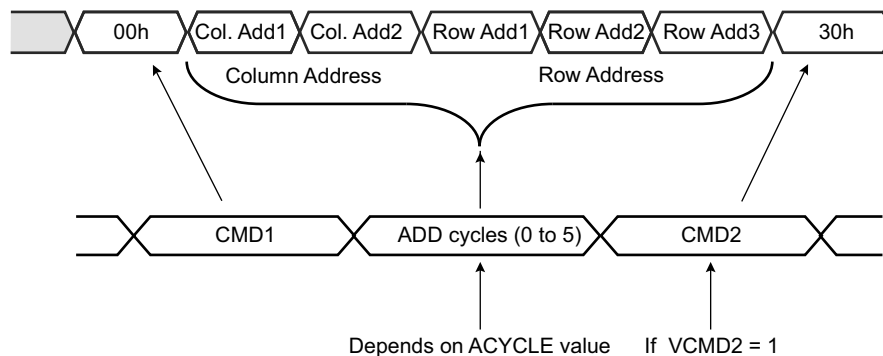 00h Col. Add1 Col. Add2 Row Add1 Row Add2 Row Add3 30h
Column Address Row Address
CMD1 ADD cycles (0 to 5) CMD2
Depends on ACYCLE value If VCMD2 = 1